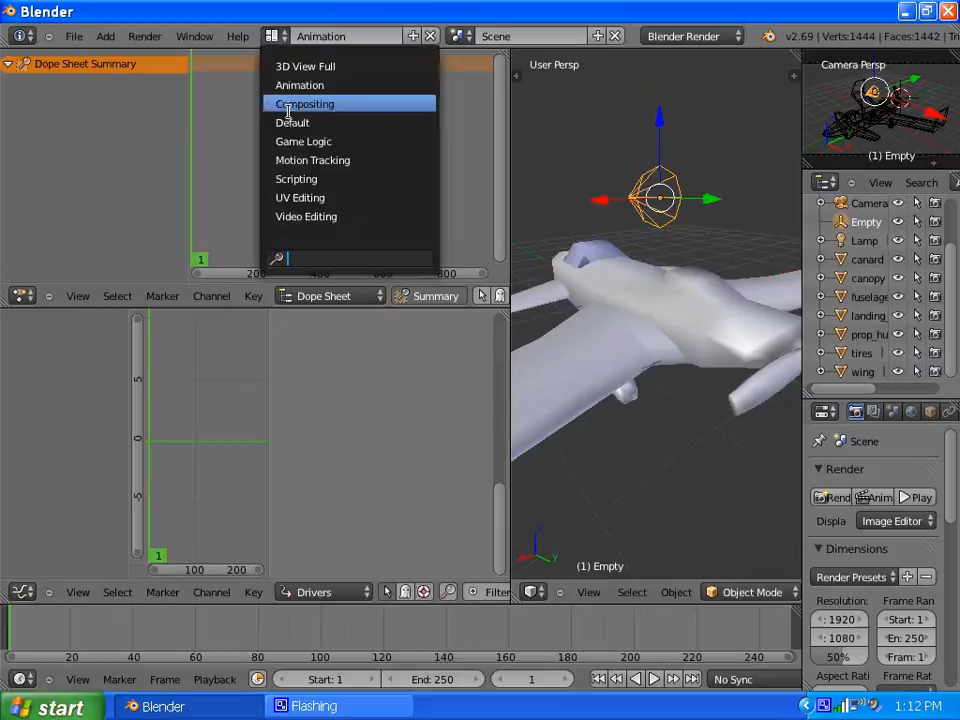 Blender
File Add Render Window Help Animation Scene Blender Render v2.69 | Verts:1444 | Faces:1442 | Tr
Dope Sheet Summary
3D View Full
Animation
Compositing
Default
Game Logic
Motion Tracking
Scripting
UV Editing
Video Editing
1
200 400 600 800
View Select Marker Channel Key Dope Sheet Summary
5
0
-5
1
100 200
View Select Marker Channel Key Drivers Filter
User Persp
z
y
(1) Empty
View Select Object Object Mode
Camera Persp
(1) Empty
View Search A
Camera
Empty
Lamp
canard
canopy
fuselage
landing_
prop_hu
tires
wing
Scene
Render
Rend Anim Play
Displa Image Editor
Dimensions
Render Presets
Resolution: Frame Ran
: 1920 Start: 1
: 1080 En: 250
50% Fram: 1
Aspect Rati Frame Rat
20 40 60 80 100 120 140 160 180 200 220 240
View Marker Frame Playback Start: 1 End: 250 1 No Sync
start Blender Flashing 1:12 PM